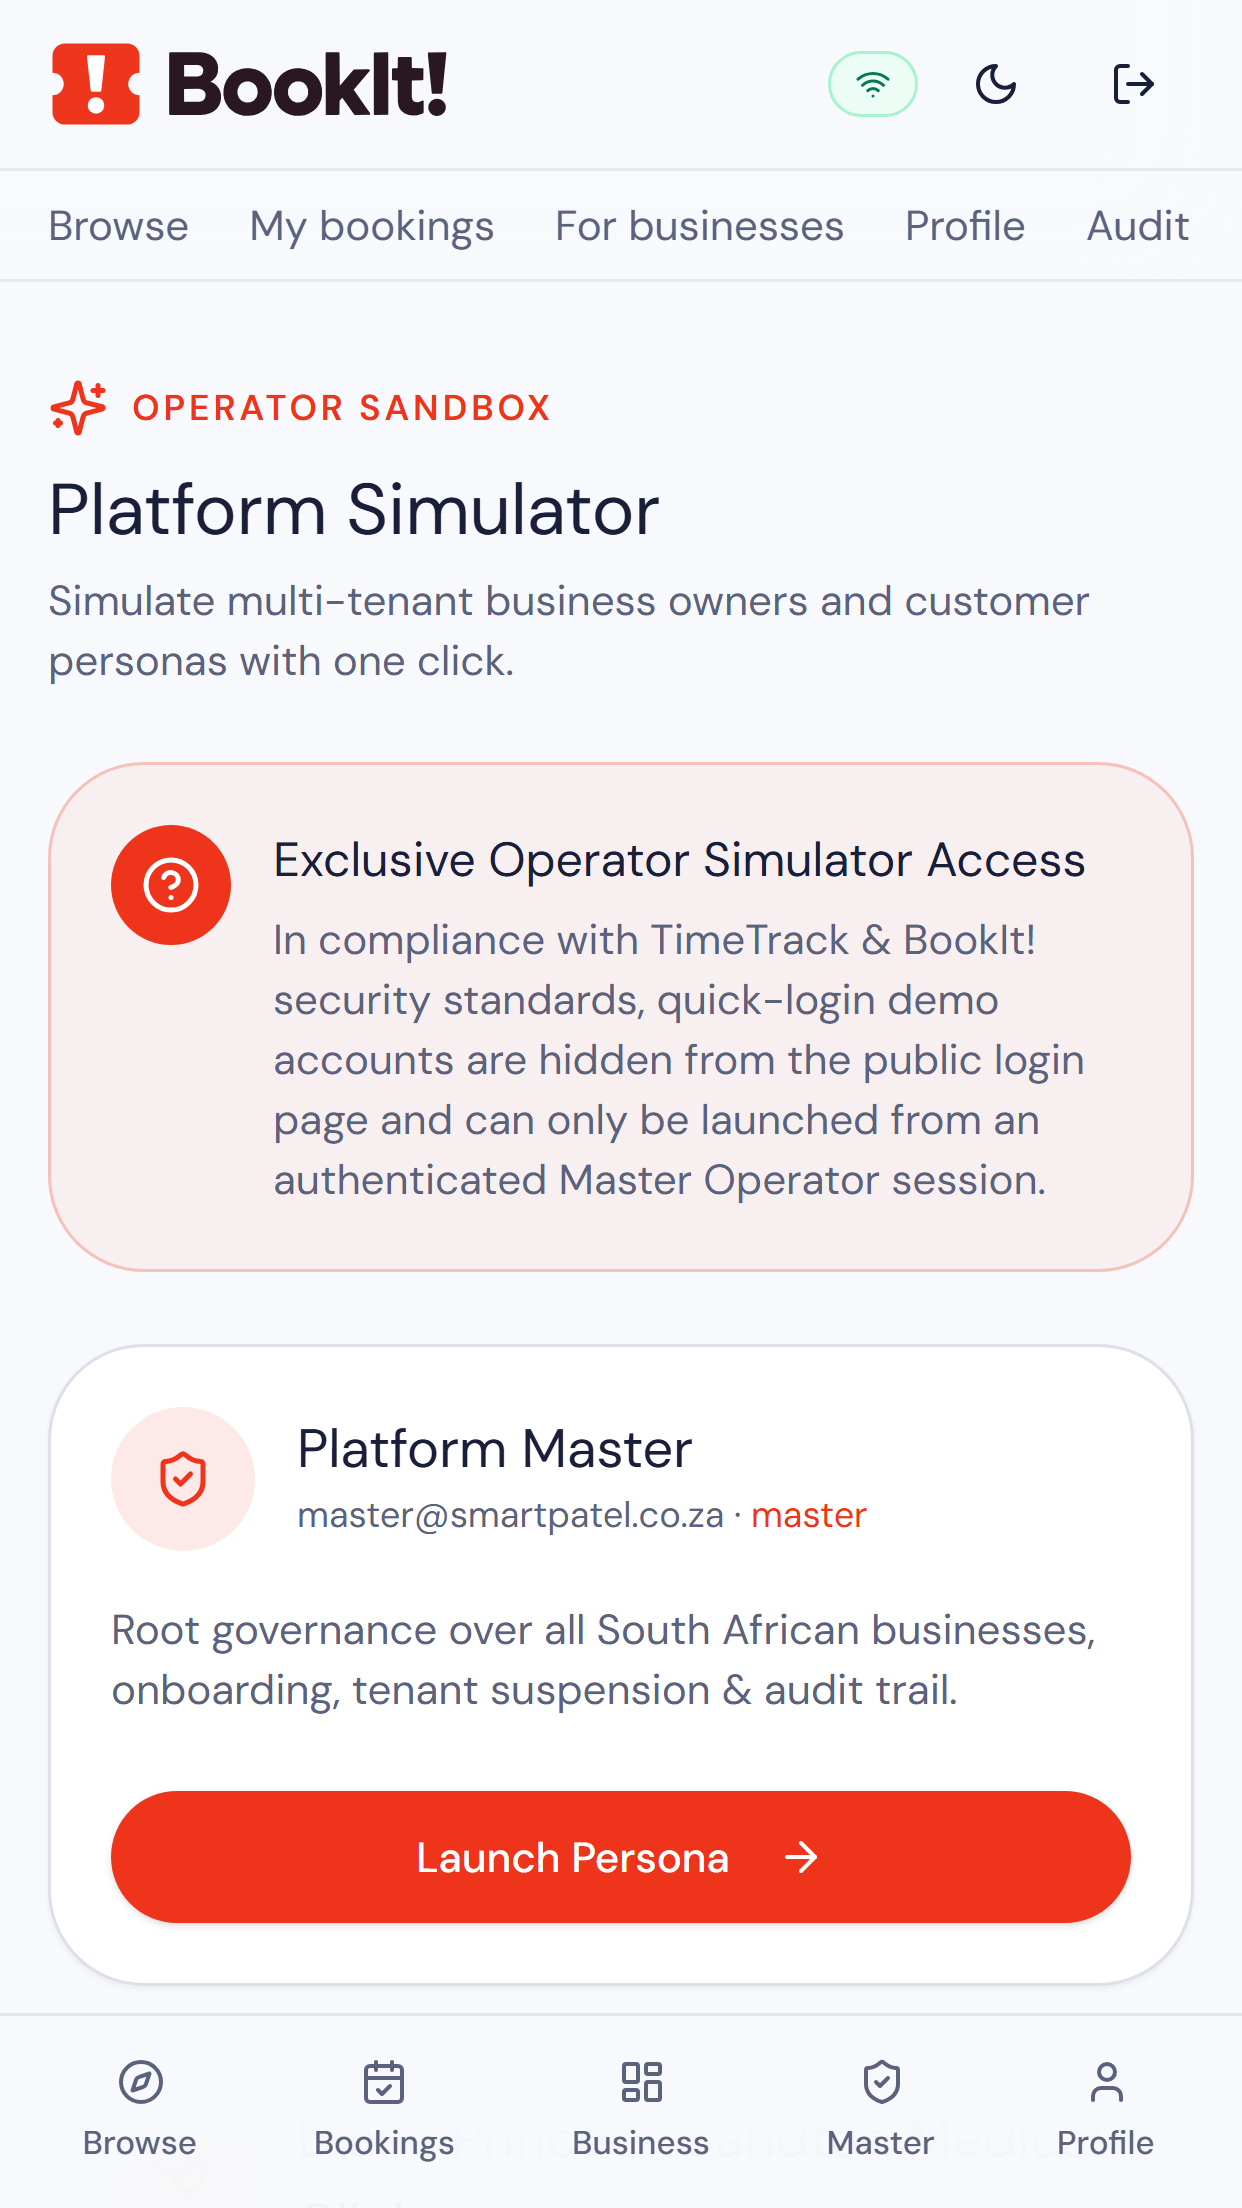 BookIt!
Browse My bookings For businesses Profile Audit
OPERATOR SANDBOX
Platform Simulator
Simulate multi-tenant business owners and customer
personas with one click.
Exclusive Operator Simulator Access
In compliance with TimeTrack & BookIt!
security standards, quick-login demo
accounts are hidden from the public login
page and can only be launched from an
authenticated Master Operator session.
Platform Master
master@smartpatel.co.za · master
Root governance over all South African businesses,
onboarding, tenant suspension & audit trail.
Launch Persona
Browse Bookings Business Master Profile